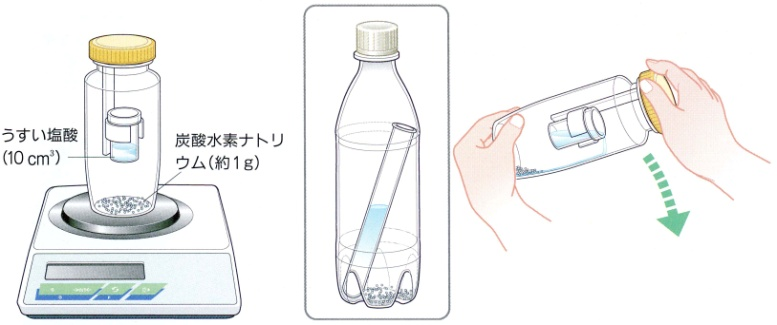 うすい塩酸
(10 cm³)
炭酸水素ナトリ
ウム(約1g)